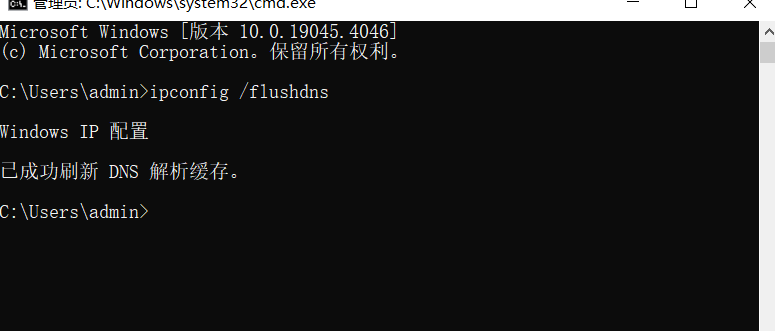 管理员: C:\Windows\system32\cmd.exe
Microsoft Windows [版本 10.0.19045.4046]
(c) Microsoft Corporation。保留所有权利。
C:\Users\admin>ipconfig /flushdns
Windows IP 配置
已成功刷新 DNS 解析缓存。
C:\Users\admin>